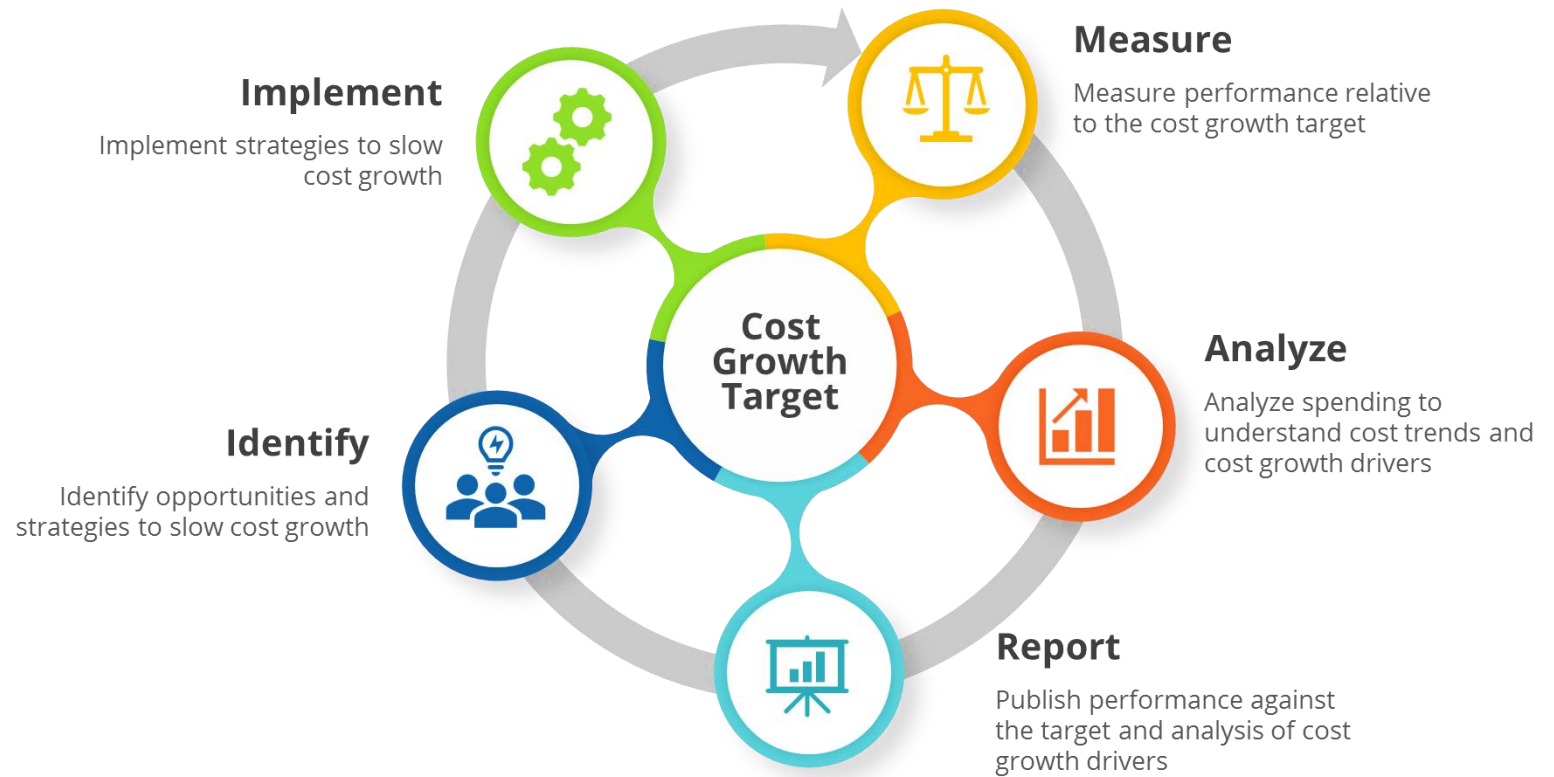 Measure
Measure performance relative
to the cost growth target
Implement
Implement strategies to slow
cost growth
Cost
Growth
Target
Analyze
Analyze spending to
understand cost trends and
cost growth drivers
Identify
Identify opportunities and
strategies to slow cost growth
Report
Publish performance against
the target and analysis of cost
growth drivers